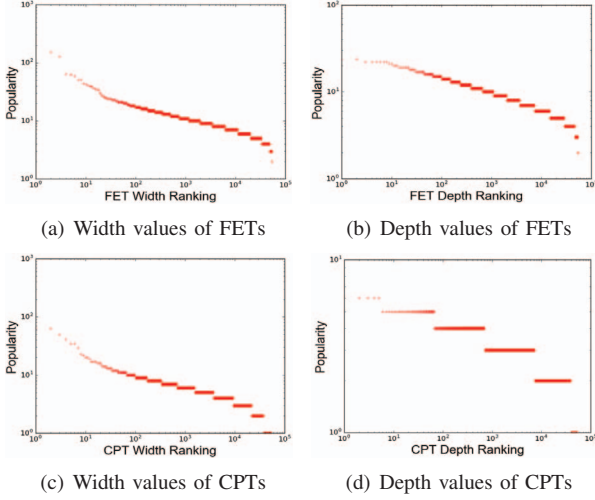 10³
10²
10¹
10⁰
Popularity
10⁰ 10¹ 10² 10³ 10⁴ 10⁵
FET Width Ranking
(a) Width values of FETs
10³
10²
10¹
10⁰
Popularity
10⁰ 10¹ 10² 10³ 10⁴ 10⁵
FET Depth Ranking
(b) Depth values of FETs
10³
10²
10¹
10⁰
Popularity
10⁰ 10¹ 10² 10³ 10⁴ 10⁵
CPT Width Ranking
(c) Width values of CPTs
10¹
10⁰
Popularity
10⁰ 10¹ 10² 10³ 10⁴ 10⁵
CPT Depth Ranking
(d) Depth values of CPTs